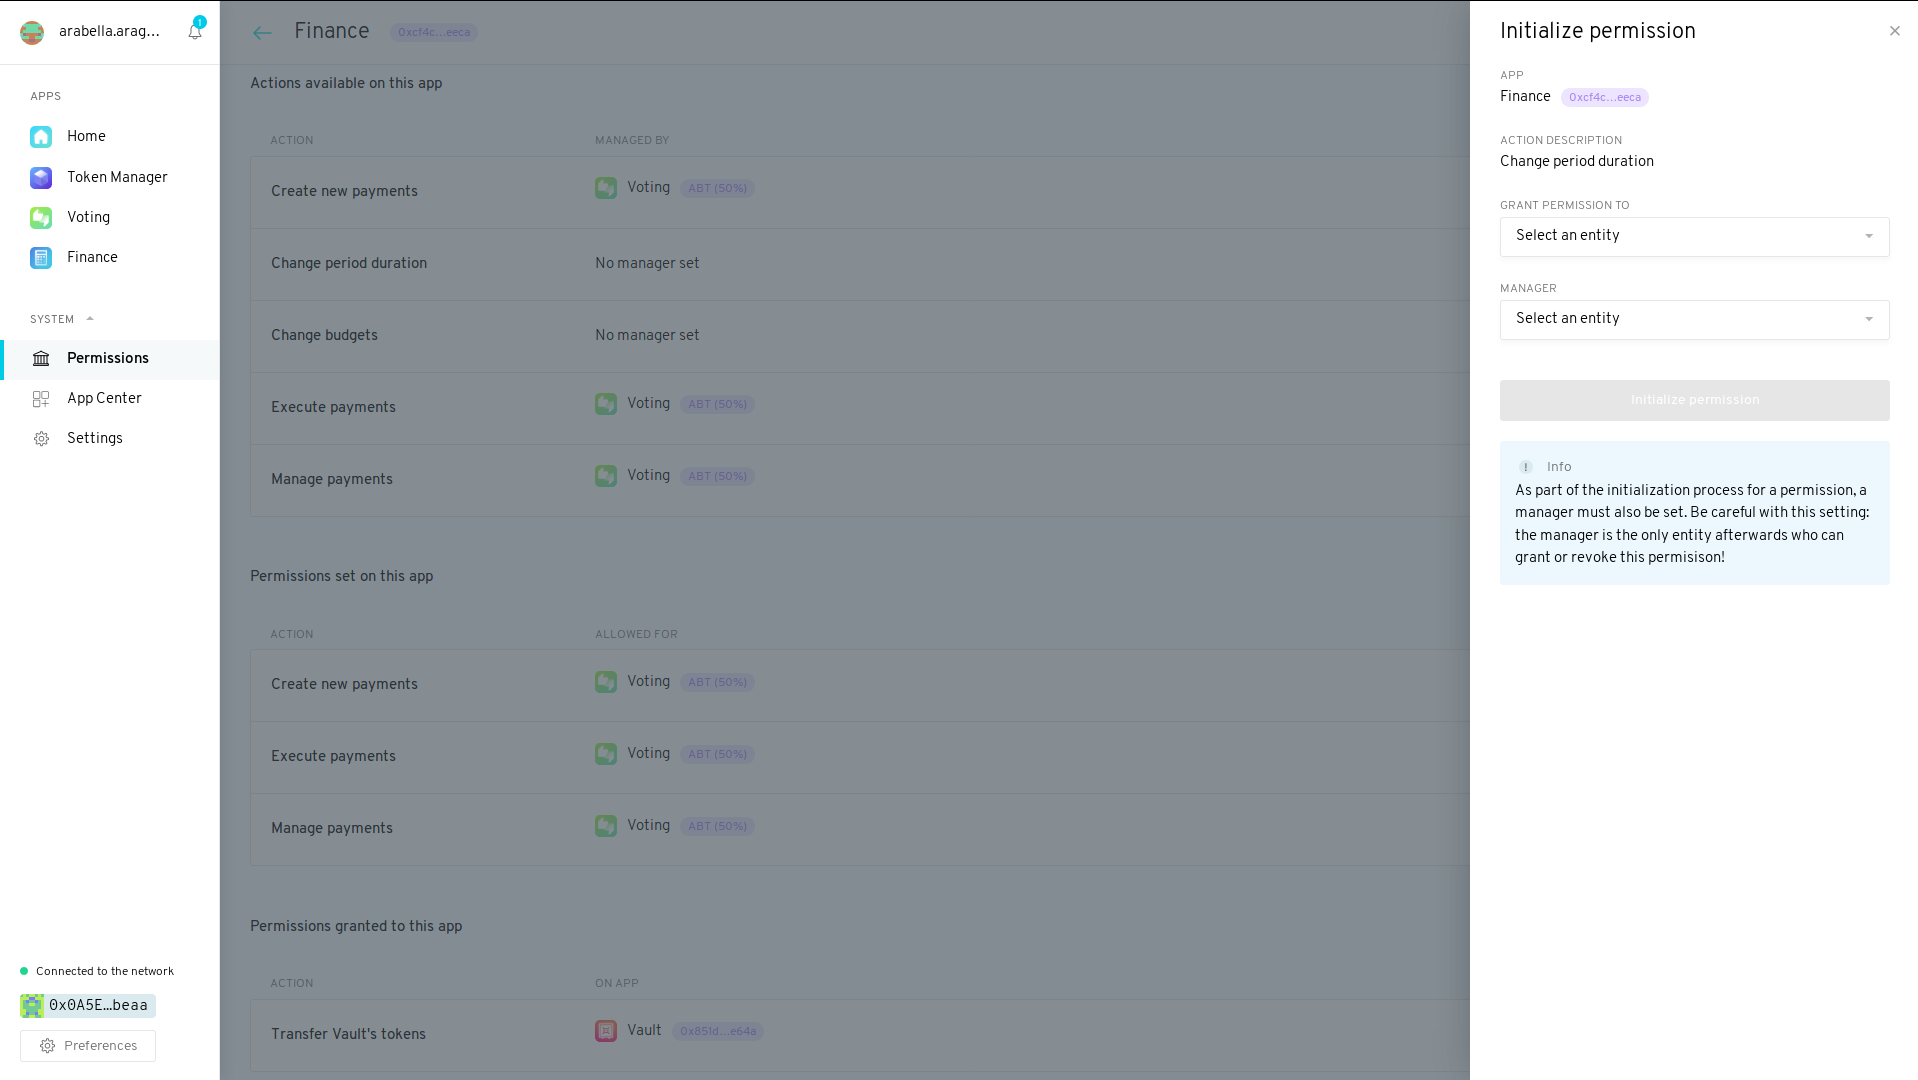 arabella.arag...
1
APPS
Home
Token Manager
Voting
Finance
SYSTEM
Permissions
App Center
Settings
Connected to the network
0x0A5E…beaa
Preferences
Finance 0xcf4c…eeca
Actions available on this app
ACTION MANAGED BY
Create new payments Voting ABT (50%)
Change period duration No manager set
Change budgets No manager set
Execute payments Voting ABT (50%)
Manage payments Voting ABT (50%)
Permissions set on this app
ACTION ALLOWED FOR
Create new payments Voting ABT (50%)
Execute payments Voting ABT (50%)
Manage payments Voting ABT (50%)
Permissions granted to this app
ACTION ON APP
Transfer Vault's tokens Vault 0x851d…e64a
Initialize permission
APP
Finance 0xcf4c…eeca
ACTION DESCRIPTION
Change period duration
GRANT PERMISSION TO
Select an entity
MANAGER
Select an entity
Initialize permission
Info
As part of the initialization process for a permission, a
manager must also be set. Be careful with this setting:
the manager is the only entity afterwards who can
grant or revoke this permisison!